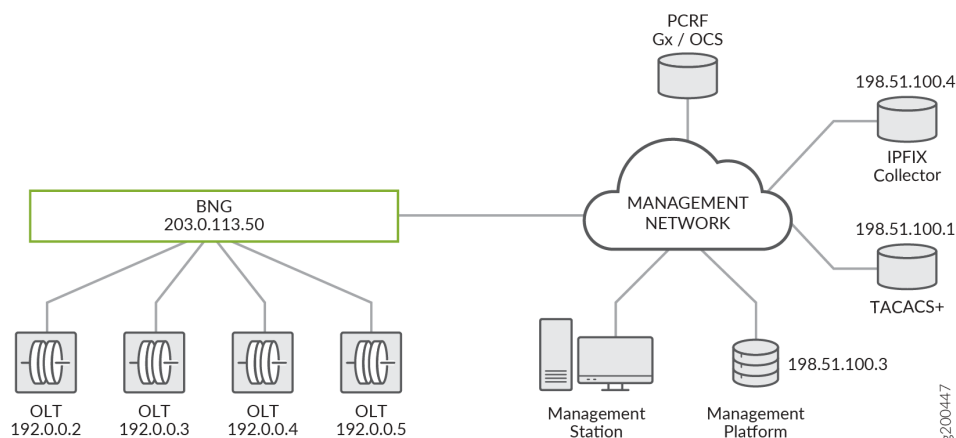 PCRF
Gx / OCS
198.51.100.4
IPFIX
Collector
MANAGEMENT
NETWORK
BNG
203.0.113.50
198.51.100.1
TACACS+
198.51.100.3
OLT
192.0.0.2
OLT
192.0.0.3
OLT
192.0.0.4
OLT
192.0.0.5
Management
Station
Management
Platform
g200447